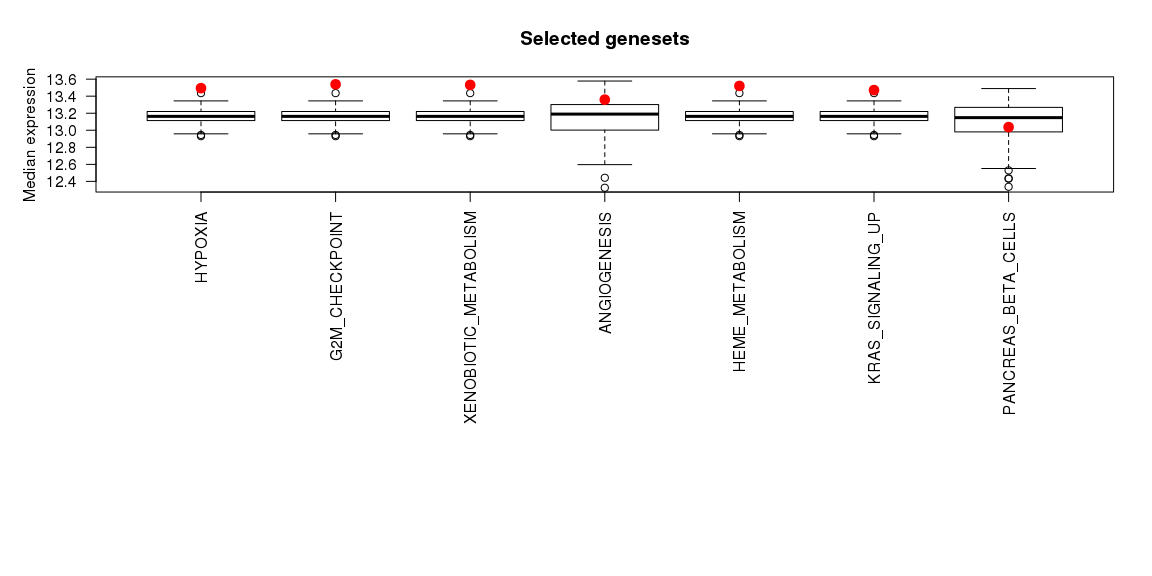 Selected genesets
Median expression
13.6
13.4
13.2
13.0
12.8
12.6
12.4
HYPOXIA
G2M_CHECKPOINT
XENOBIOTIC_METABOLISM
ANGIOGENESIS
HEME_METABOLISM
KRAS_SIGNALING_UP
PANCREAS_BETA_CELLS